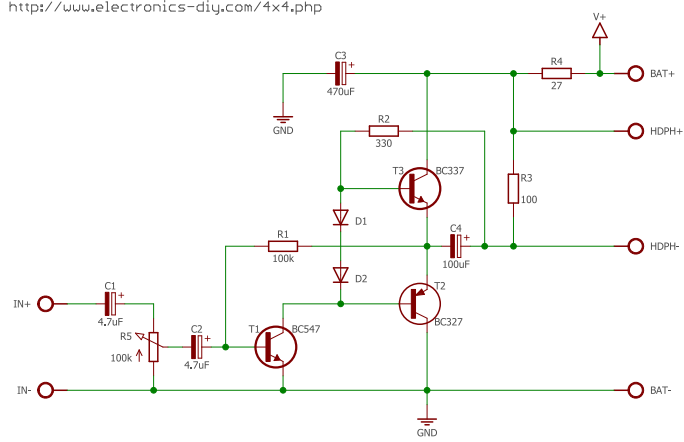 http://www.electronics-diy.com/4x4.php
V+
C3
+
470uF
GND
R4
27
BAT+
R2
330
HDPH+
T3
BC337
R3
100
D1
R1
100k
C4
+
100uF
HDPH-
D2
T2
BC327
C1
+
4.7uF
IN+
R5
100k
C2
+
4.7uF
T1
BC547
IN-
BAT-
GND